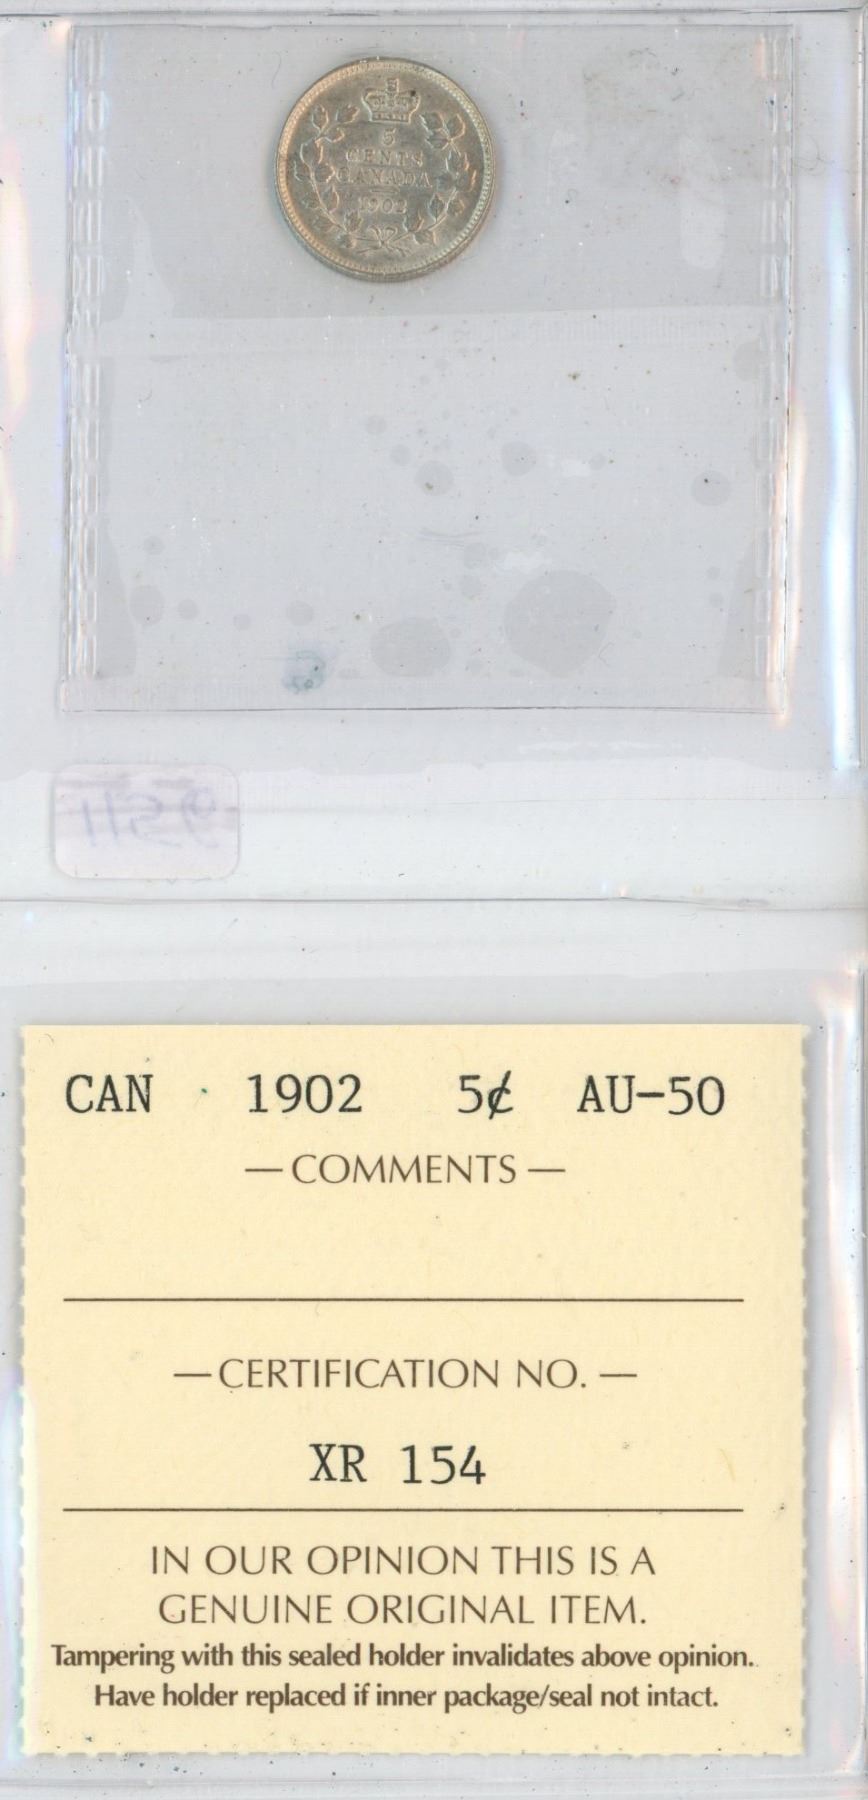 5
CENTS
CANADA
1902
9511
CAN 1902 5¢ AU-50
— COMMENTS —
— CERTIFICATION NO. —
XR 154
IN OUR OPINION THIS IS A
GENUINE ORIGINAL ITEM.
Tampering with this sealed holder invalidates above opinion.
Have holder replaced if inner package/seal not intact.